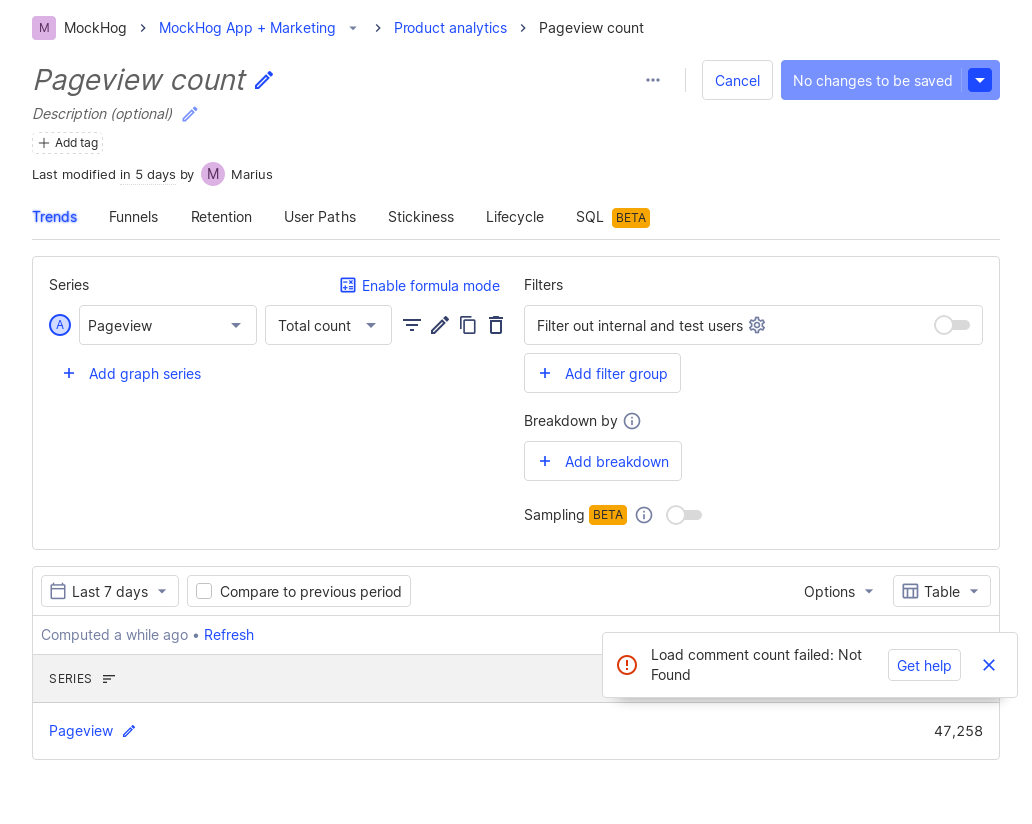 M MockHog MockHog App + Marketing Product analytics Pageview count
Pageview count
Cancel No changes to be saved
Description (optional)
Add tag
Last modified in 5 days by M Marius
Trends Funnels Retention User Paths Stickiness Lifecycle SQL BETA
Series Enable formula mode
A Pageview Total count
Add graph series
Filters
Filter out internal and test users
Add filter group
Breakdown by
Add breakdown
Sampling BETA
Last 7 days Compare to previous period Options Table
Computed a while ago • Refresh
SERIES
Load comment count failed: Not
Found
Get help
Pageview 47,258